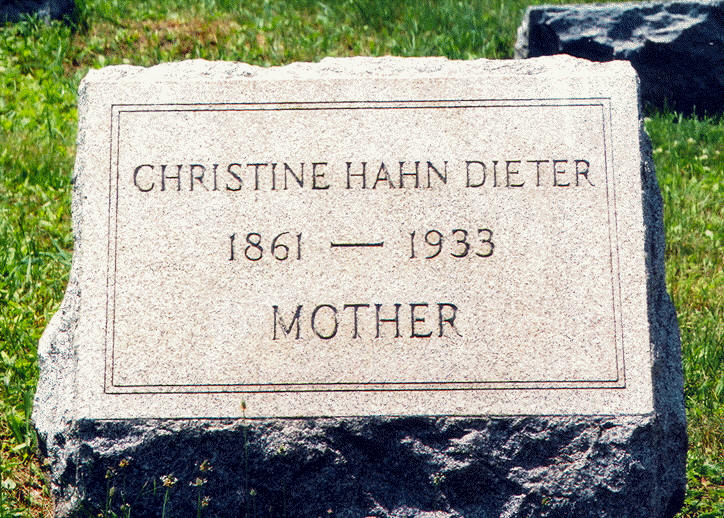 CHRISTINE HAHN DIETER
1861 — 1933
MOTHER